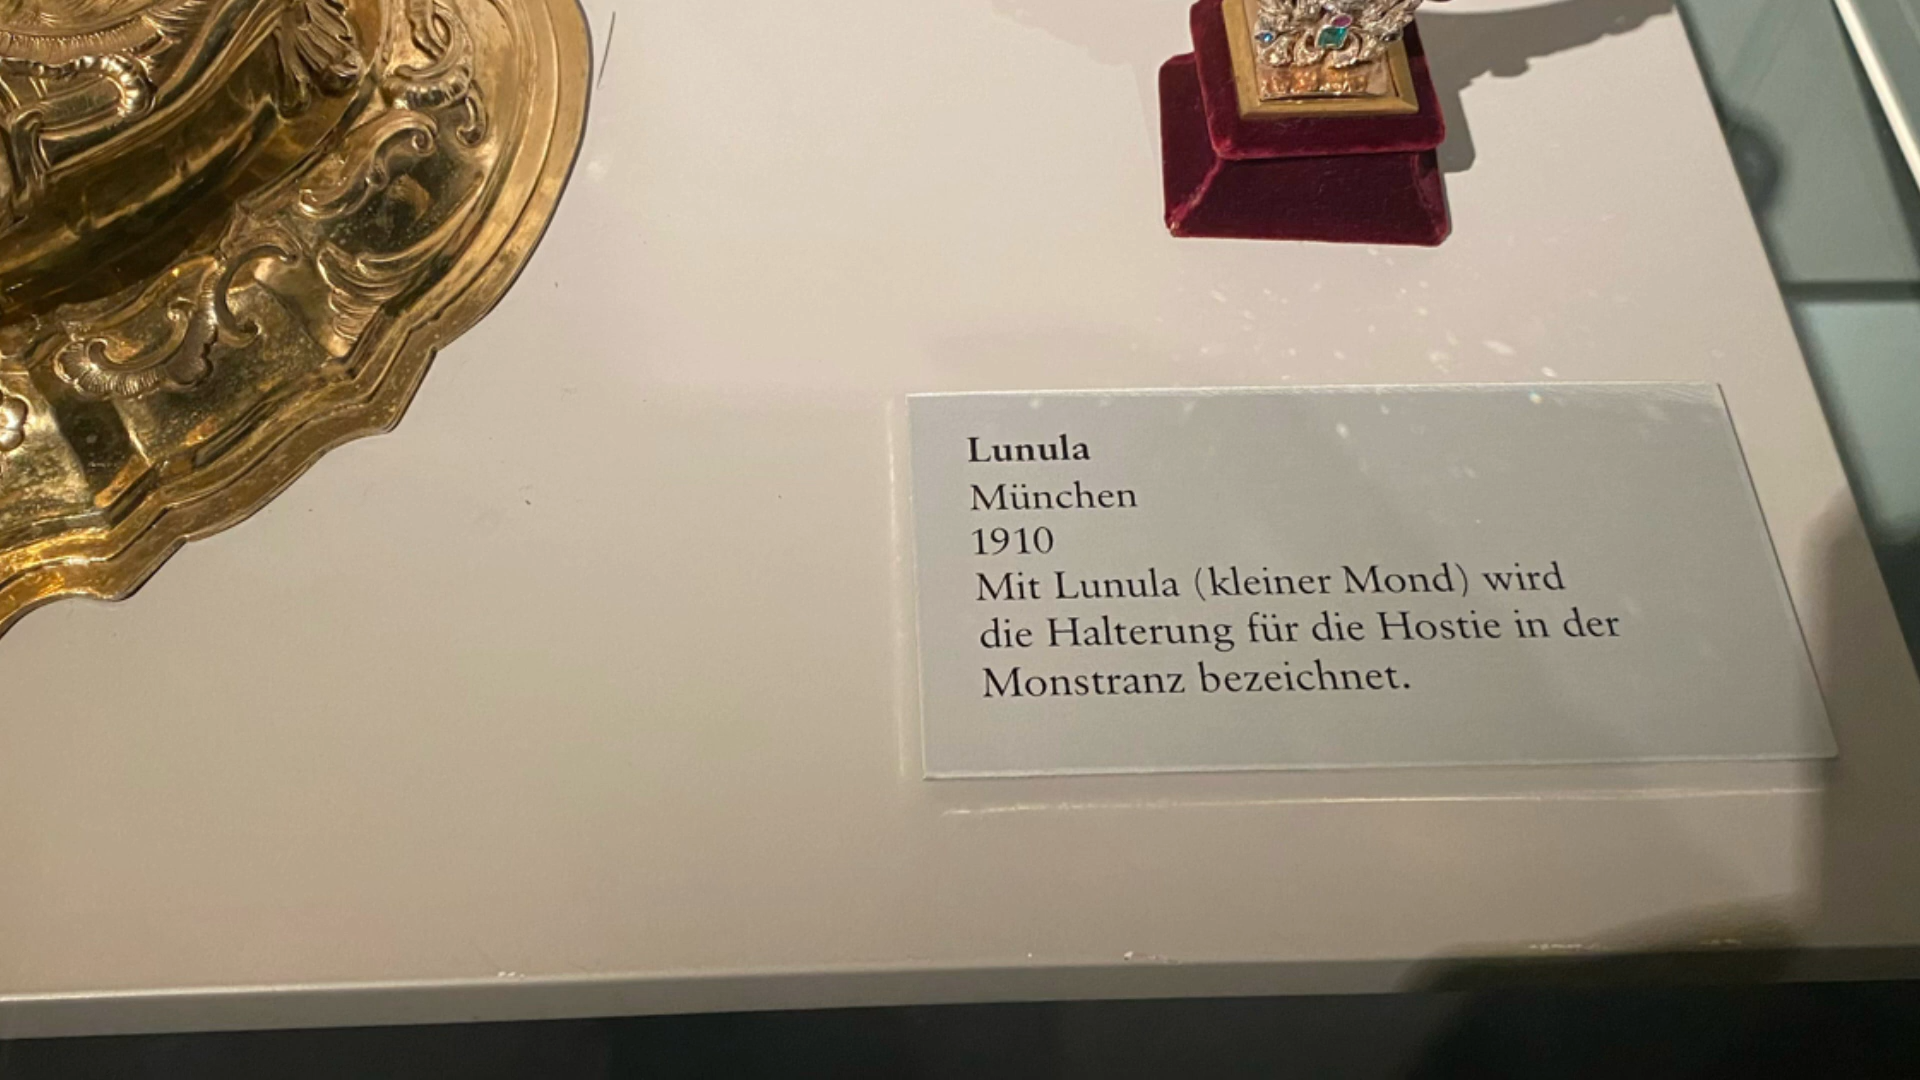 Lunula
München
1910
Mit Lunula (kleiner Mond) wird
die Halterung für die Hostie in der
Monstranz bezeichnet.